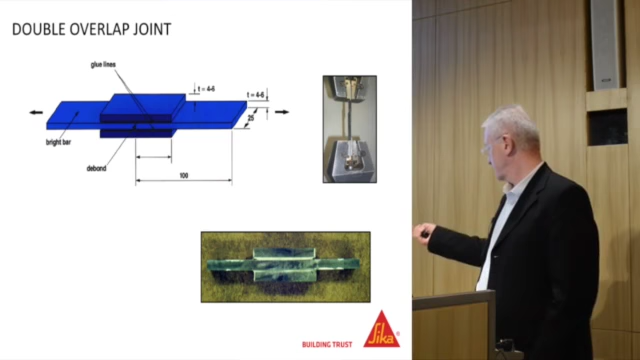 DOUBLE OVERLAP JOINT
glue lines
t = 4-6
t = 4-6
25
bright bar
debond
100
BUILDING TRUST
Sika®